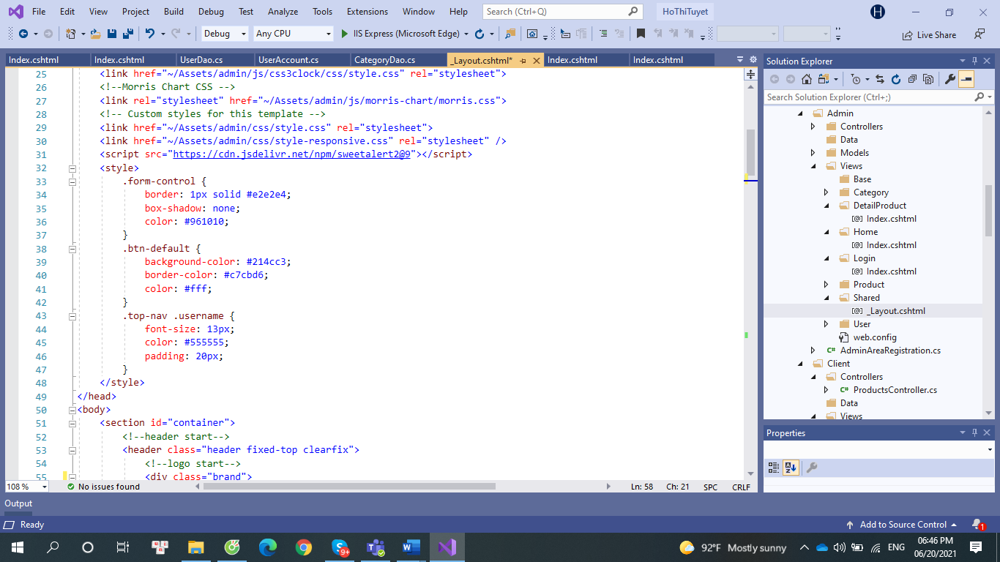 File Edit View Project Build Debug Test Analyze Tools Extensions Window Help Search (Ctrl+Q) HoThiTuyet H
Debug Any CPU IIS Express (Microsoft Edge) Live Share
Index.cshtml Index.cshtml UserDao.cs UserAccount.cs CategoryDao.cs _Layout.cshtml* Index.cshtml Index.cshtml
25 <link href="~/Assets/admin/js/css3clock/css/style.css" rel="stylesheet">
26 <!--Morris Chart CSS -->
27 <link rel="stylesheet" href="~/Assets/admin/js/morris-chart/morris.css">
28 <!-- Custom styles for this template -->
29 <link href="~/Assets/admin/css/style.css" rel="stylesheet">
30 <link href="~/Assets/admin/css/style-responsive.css" rel="stylesheet" />
31 <script src="https://cdn.jsdelivr.net/npm/sweetalert2@9"></script>
32 <style>
33 .form-control {
34 border: 1px solid #e2e2e4;
35 box-shadow: none;
36 color: #961010;
37 }
38 .btn-default {
39 background-color: #214cc3;
40 border-color: #c7cbd6;
41 color: #fff;
42 }
43 .top-nav .username {
44 font-size: 13px;
45 color: #555555;
46 padding: 20px;
47 }
48 </style>
49 </head>
50 <body>
51 <section id="container">
52 <!--header start-->
53 <header class="header fixed-top clearfix">
54 <!--logo start-->
55 <div class="brand">
108 % No issues found Ln: 58 Ch: 21 SPC CRLF
Solution Explorer
Search Solution Explorer (Ctrl+;)
Admin
Controllers
Data
Models
Views
Base
Category
DetailProduct
Index.cshtml
Home
Index.cshtml
Login
Index.cshtml
Product
Shared
_Layout.cshtml
User
web.config
C# AdminAreaRegistration.cs
Client
Controllers
C# ProductsController.cs
Data
Views
Properties
Output
Ready Add to Source Control 1
9+ 92°F Mostly sunny ENG 06:46 PM
06/20/2021